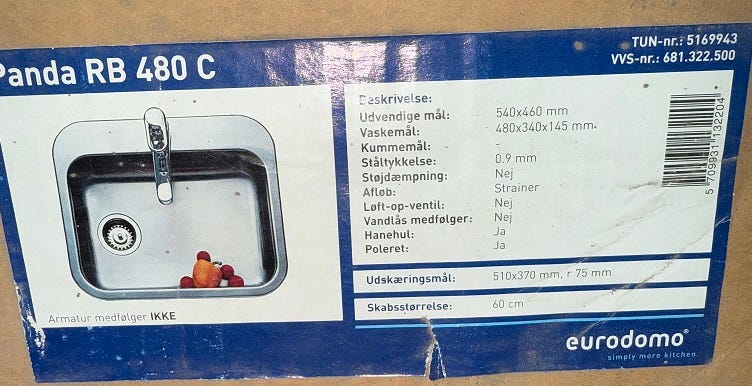 Panda RB 480 C
TUN-nr.: 5169943
VVS-nr.: 681.322.500
Beskrivelse:
Udvendige mål: 540x460 mm
Vaskemål: 480x340x145 mm.
Kummemål: -
Ståltykkelse: 0.9 mm
Støjdæmpning: Nej
Afløb: Strainer
Løft-op-ventil: Nej
Vandlås medfølger: Nej
Hanehul: Ja
Poleret: Ja
5 709931 132204
Udskæringsmål: 510x370 mm, r 75 mm
Skabsstørrelse: 60 cm
Armatur medfølger IKKE
eurodomo®
simply more kitchen.